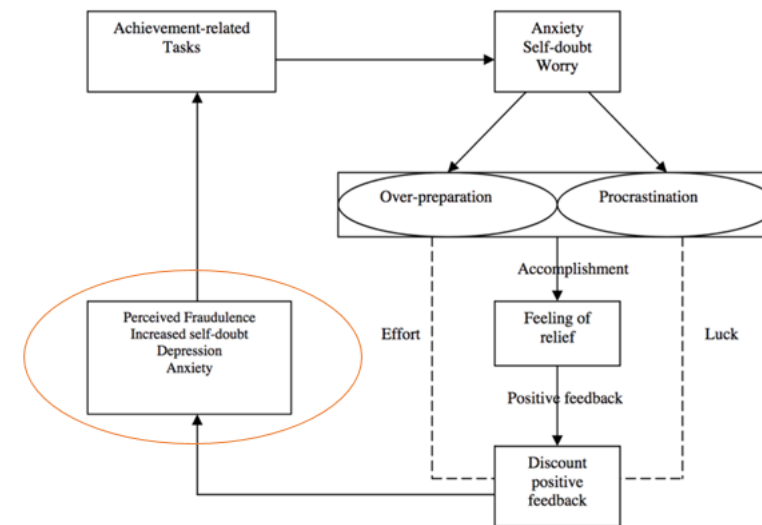 Achievement-related
Tasks
Anxiety
Self-doubt
Worry
Over-preparation
Procrastination
Accomplishment
Perceived Fraudulence
Increased self-doubt
Depression
Anxiety
Effort
Feeling of
relief
Luck
Positive feedback
Discount
positive
feedback